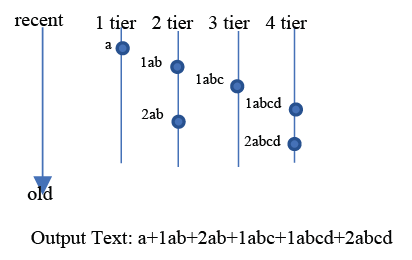 recent 1 tier 2 tier 3 tier 4 tier
a
1ab
1abc
1abcd
2ab
2abcd
old
Output Text: a+1ab+2ab+1abc+1abcd+2abcd